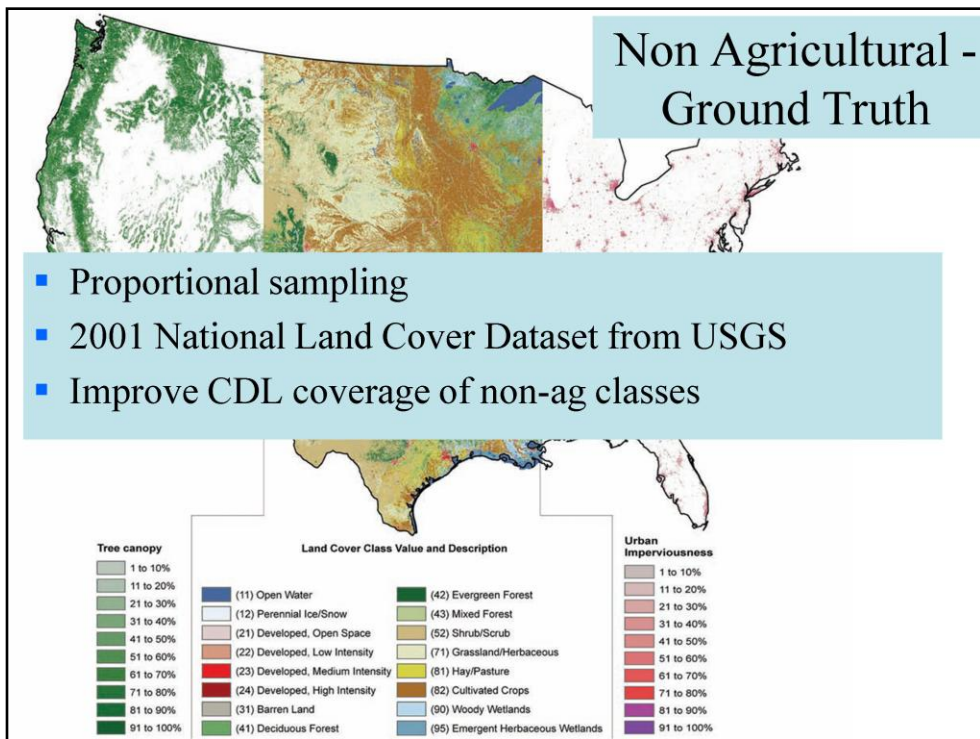 Non Agricultural -
Ground Truth
▪ Proportional sampling
▪ 2001 National Land Cover Dataset from USGS
▪ Improve CDL coverage of non-ag classes
Tree canopy
1 to 10%
11 to 20%
21 to 30%
31 to 40%
41 to 50%
51 to 60%
61 to 70%
71 to 80%
81 to 90%
91 to 100%
Land Cover Class Value and Description
(11) Open Water
(12) Perennial Ice/Snow
(21) Developed, Open Space
(22) Developed, Low Intensity
(23) Developed, Medium Intensity
(24) Developed, High Intensity
(31) Barren Land
(41) Deciduous Forest
(42) Evergreen Forest
(43) Mixed Forest
(52) Shrub/Scrub
(71) Grassland/Herbaceous
(81) Hay/Pasture
(82) Cultivated Crops
(90) Woody Wetlands
(95) Emergent Herbaceous Wetlands
Urban
Imperviousness
1 to 10%
11 to 20%
21 to 30%
31 to 40%
41 to 50%
51 to 60%
61 to 70%
71 to 80%
81 to 90%
91 to 100%